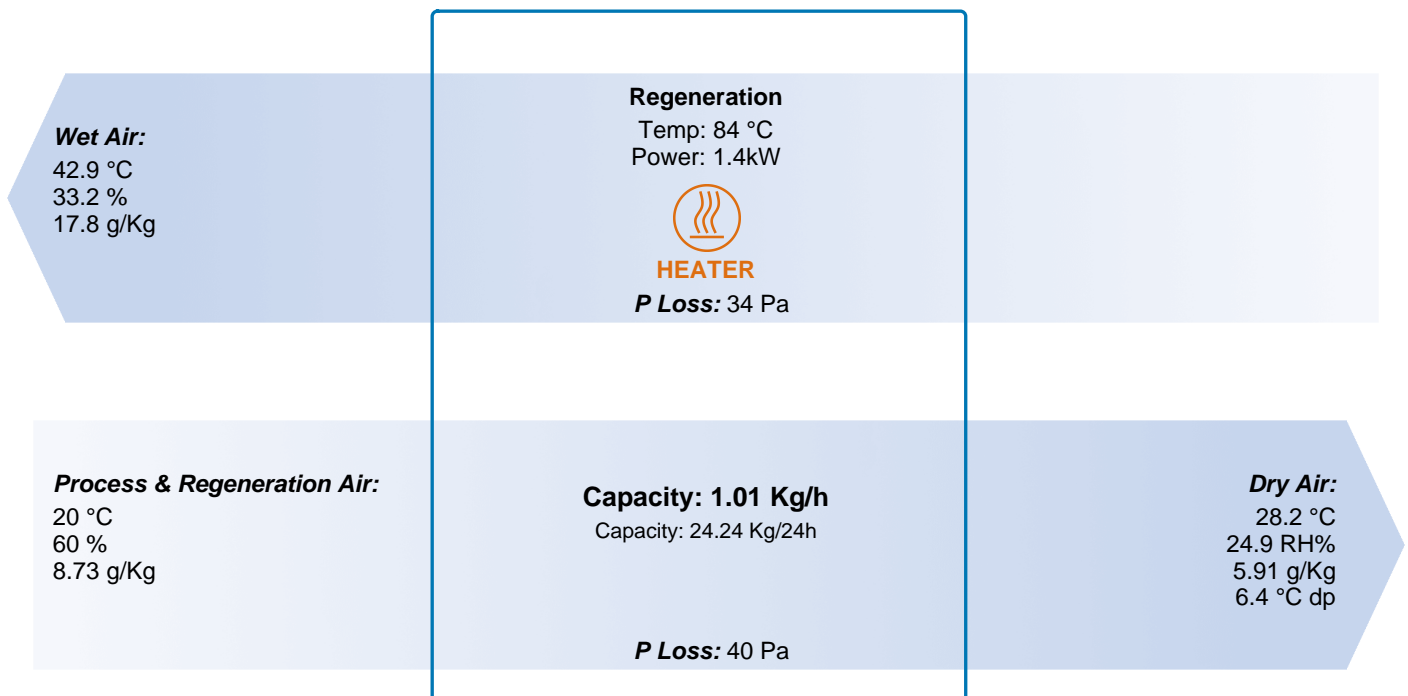 Regeneration
Temp: 84 °C
Power: 1.4kW
HEATER
P Loss: 34 Pa
Wet Air:
42.9 °C
33.2 %
17.8 g/Kg
Process & Regeneration Air:
20 °C
60 %
8.73 g/Kg
Capacity: 1.01 Kg/h
Capacity: 24.24 Kg/24h
P Loss: 40 Pa
Dry Air:
28.2 °C
24.9 RH%
5.91 g/Kg
6.4 °C dp